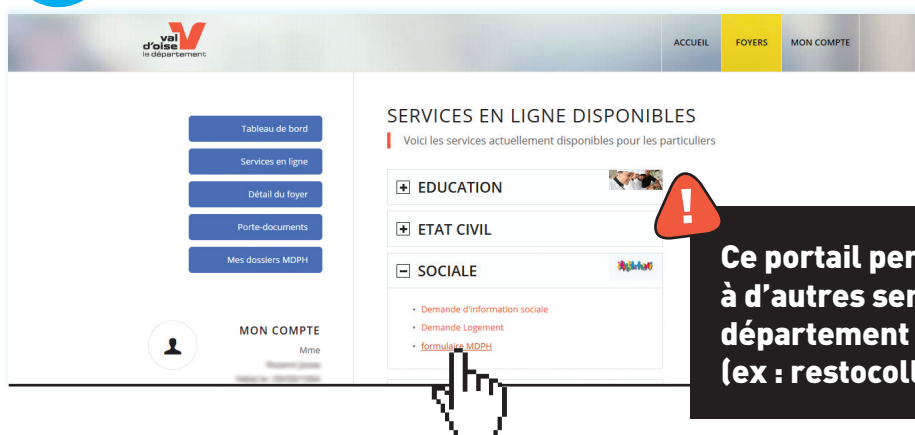 val
d'oise
le département
ACCUEIL FOYERS MON COMPTE
Tableau de bord
Services en ligne
Détail du foyer
Porte-documents
Mes dossiers MDPH
MON COMPTE
Mme
SERVICES EN LIGNE DISPONIBLES
Voici les services actuellement disponibles pour les particuliers
EDUCATION
ETAT CIVIL
SOCIALE
• Demande d'information sociale
• Demande Logement
• formulaire MDPH
!
Ce portail per
à d'autres ser
département
(ex : restocoll